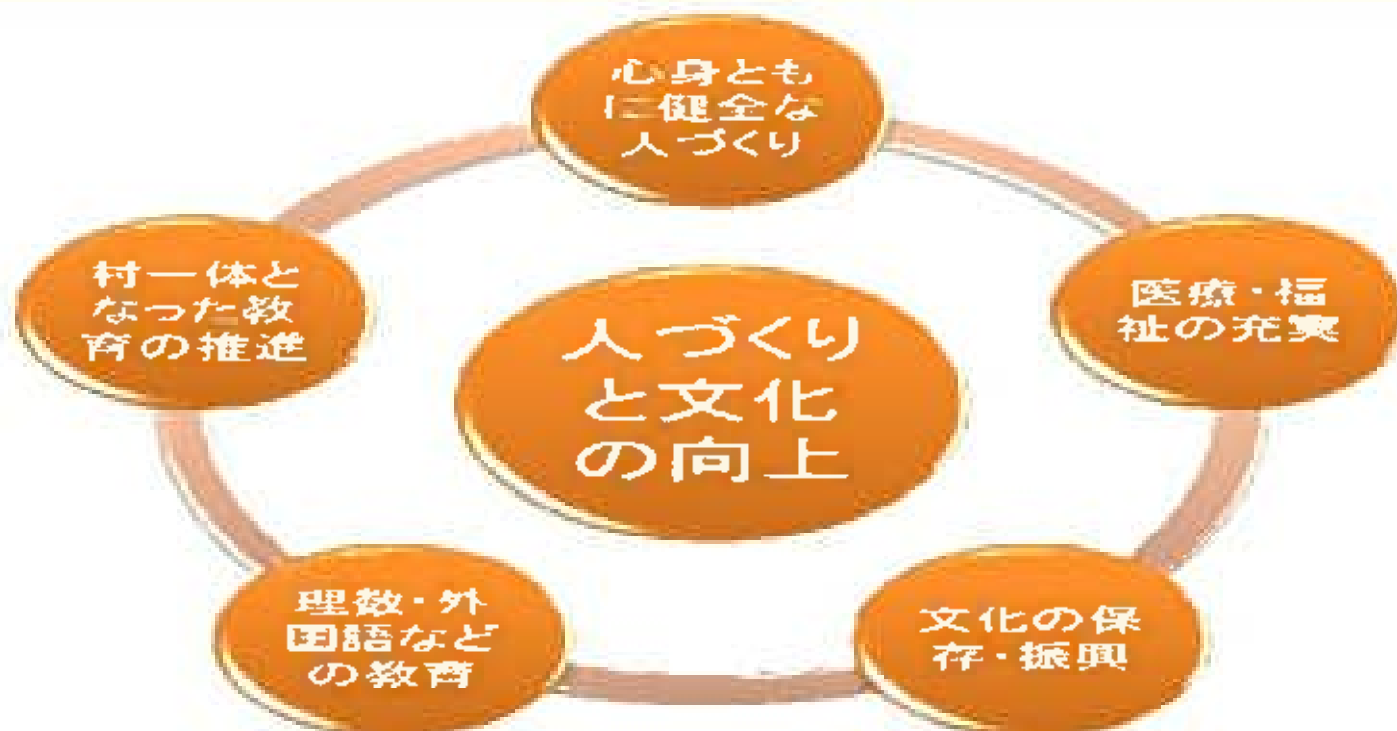 心身とも
に健全な
人づくり
村一体と
なった教
育の推進
医療・福
祉の充実
人づくり
と文化
の向上
理数・外
国語など
の教育
文化の保
存・振興